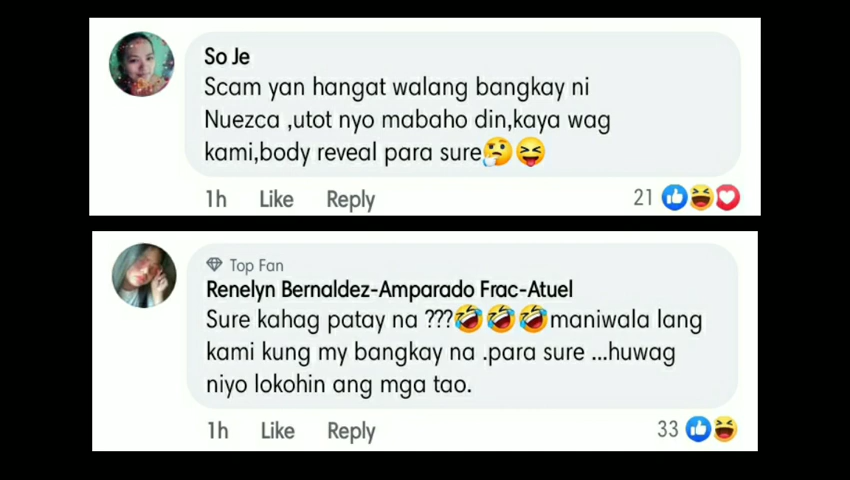 So Je
Scam yan hangat walang bangkay ni
Nuezca ,utot nyo mabaho din,kaya wag
kami,body reveal para sure🤔😝
1h Like Reply 21
Top Fan
Renelyn Bernaldez-Amparado Frac-Atuel
Sure kahag patay na ???🤣🤣🤣maniwala lang
kami kung my bangkay na .para sure ...huwag
niyo lokohin ang mga tao.
1h Like Reply 33